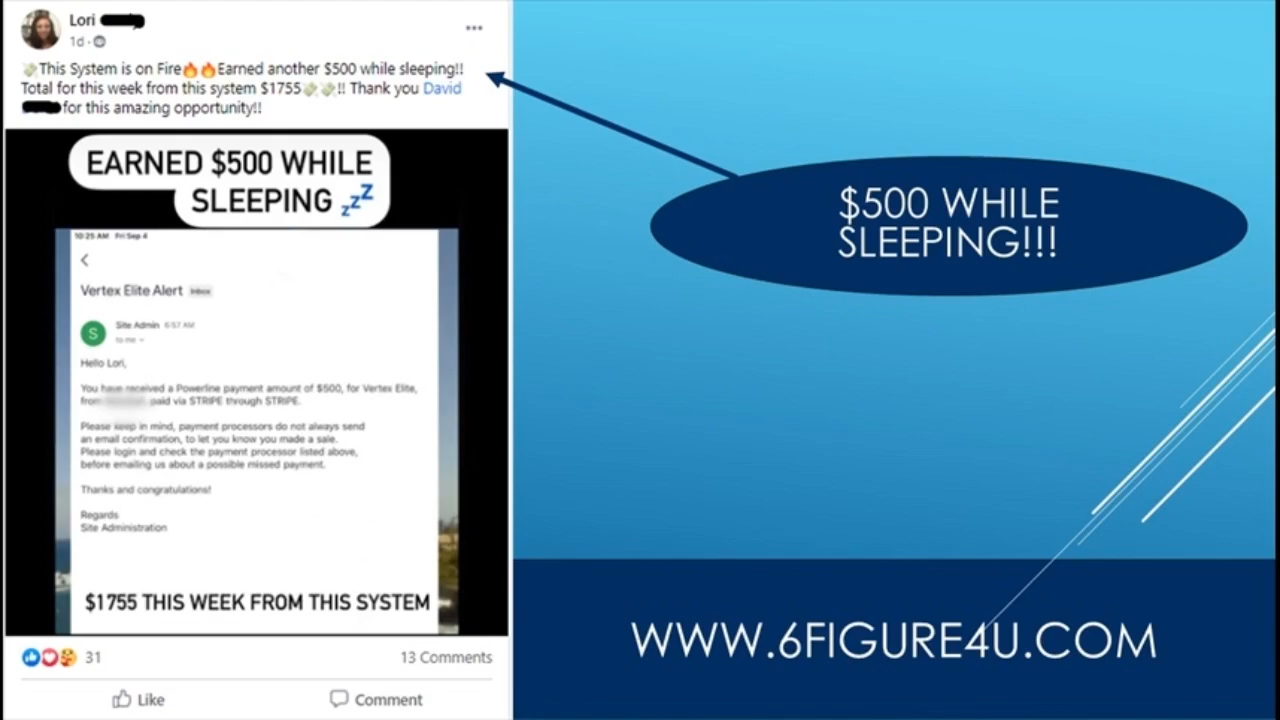 Lori
1d
💸This System is on Fire🔥🔥Earned another $500 while sleeping!!
Total for this week from this system $1755💸💸!! Thank you David
for this amazing opportunity!!
EARNED $500 WHILE
SLEEPING 💤
10:25 AM Fri Sep 4
Vertex Elite Alert Inbox
S
Site Admin 6:57 AM
to me
Hello Lori,
You have received a Powerline payment amount of $500, for Vertex Elite,
from paid via STRIPE through STRIPE.
Please keep in mind, payment processors do not always send
an email confirmation, to let you know you made a sale.
Please login and check the payment processor listed above,
before emailing us about a possible missed payment.
Thanks and congratulations!
Regards
Site Administration
$1755 THIS WEEK FROM THIS SYSTEM
31
13 Comments
Like
Comment
$500 WHILE
SLEEPING!!!
WWW.6FIGURE4U.COM